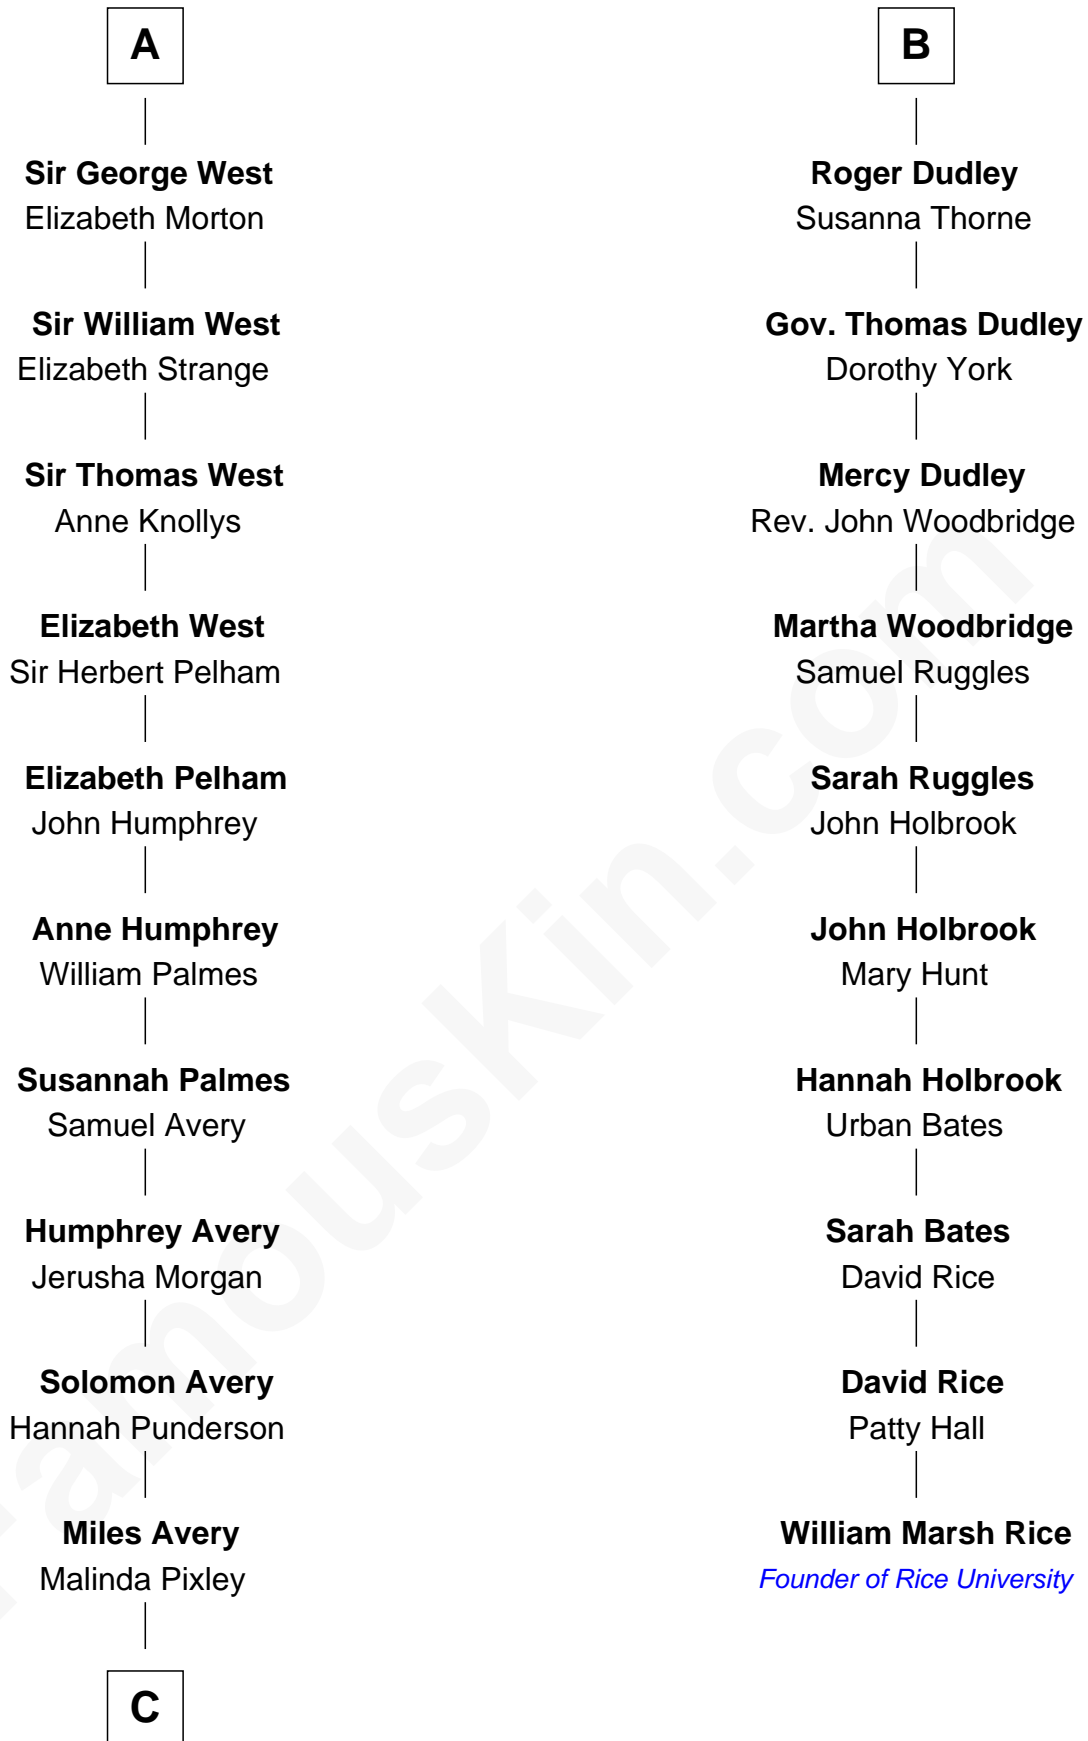 A
Sir George West
Elizabeth Morton
Sir William West
Elizabeth Strange
Sir Thomas West
Anne Knollys
Elizabeth West
Sir Herbert Pelham
Elizabeth Pelham
John Humphrey
Anne Humphrey
William Palmes
Susannah Palmes
Samuel Avery
Humphrey Avery
Jerusha Morgan
Solomon Avery
Hannah Punderson
Miles Avery
Malinda Pixley
C
B
Roger Dudley
Susanna Thorne
Gov. Thomas Dudley
Dorothy York
Mercy Dudley
Rev. John Woodbridge
Martha Woodbridge
Samuel Ruggles
Sarah Ruggles
John Holbrook
John Holbrook
Mary Hunt
Hannah Holbrook
Urban Bates
Sarah Bates
David Rice
David Rice
Patty Hall
William Marsh Rice
Founder of Rice University
FamousKin.com